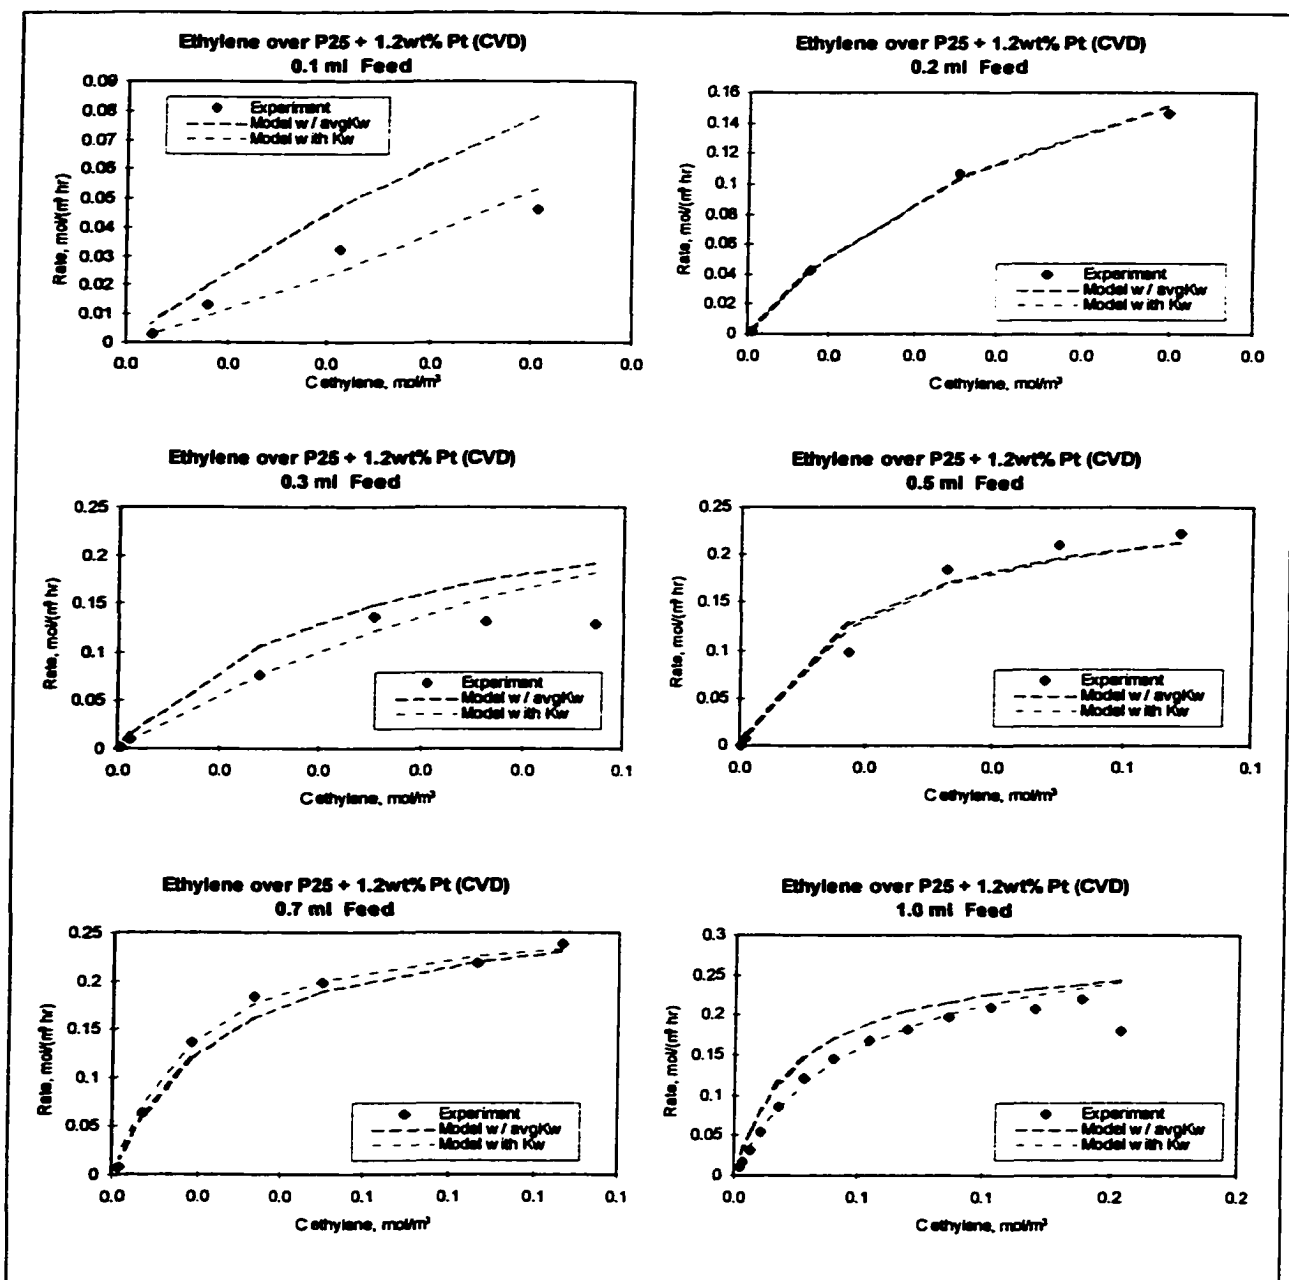 Ethylene over P25 + 1.2wt% Pt (CVD)
0.1 ml Feed
0.09
0.08
0.07
0.06
0.05
0.04
0.03
0.02
0.01
0
Rate, mol/(m³ hr)
Experiment
Model w/ avgKw
Model with Kw
0.0 0.0 0.0 0.0 0.0 0.0
C ethylene, mol/m³
Ethylene over P25 + 1.2wt% Pt (CVD)
0.2 ml Feed
0.16
0.14
0.12
0.1
0.08
0.06
0.04
0.02
0
Rate, mol/(m³ hr)
Experiment
Model w/ avgKw
Model with Kw
0.0 0.0 0.0 0.0 0.0 0.0 0.0
C ethylene, mol/m³
Ethylene over P25 + 1.2wt% Pt (CVD)
0.3 ml Feed
0.25
0.2
0.15
0.1
0.05
0
Rate, mol/(m³ hr)
Experiment
Model w/ avgKw
Model with Kw
0.0 0.0 0.0 0.0 0.0 0.1
C ethylene, mol/m³
Ethylene over P25 + 1.2wt% Pt (CVD)
0.5 ml Feed
0.25
0.2
0.15
0.1
0.05
0
Rate, mol/(m³ hr)
Experiment
Model w/ avgKw
Model with Kw
0.0 0.0 0.0 0.1 0.1
C ethylene, mol/m³
Ethylene over P25 + 1.2wt% Pt (CVD)
0.7 ml Feed
0.25
0.2
0.15
0.1
0.05
0
Rate, mol/(m³ hr)
Experiment
Model w/ avgKw
Model with Kw
0.0 0.0 0.0 0.1 0.1 0.1 0.1
C ethylene, mol/m³
Ethylene over P25 + 1.2wt% Pt (CVD)
1.0 ml Feed
0.3
0.25
0.2
0.15
0.1
0.05
0
Rate, mol/(m³ hr)
Experiment
Model w/ avgKw
Model with Kw
0.0 0.1 0.1 0.2 0.2
C ethylene, mol/m³